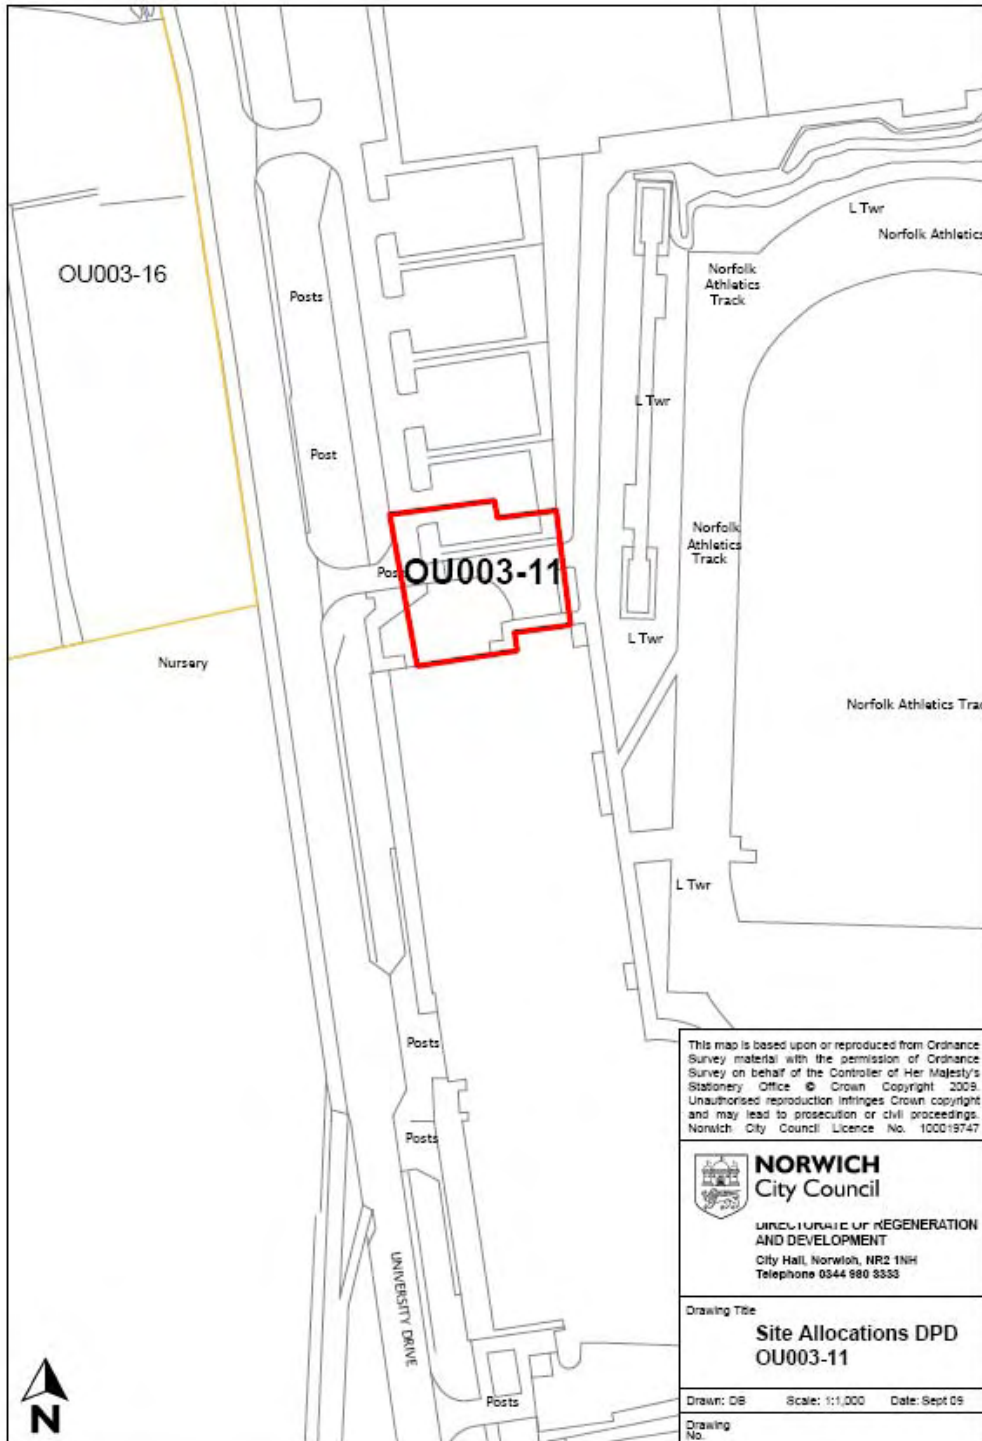 L Twr
Norfolk Athletics
OU003-16
Norfolk
Athletics
Track
Posts
L Twr
Post
Norfolk
Athletics
Track
OU003-11
L Twr
Nursery
Norfolk Athletics
L Twr
Posts
Posts
UNIVERSITY DRIVE
Posts
This map is based upon or reproduced from Ordnance
Survey material with the permission of Ordnance
Survey on behalf of the Controller of Her Majesty's
Stationery Office © Crown Copyright 2009.
Unauthorised reproduction infringes Crown copyright
and may lead to prosecution or civil proceedings.
Norwich City Council Licence No. 100019747
NORWICH
City Council
DIRECTORATE OF REGENERATION
AND DEVELOPMENT
City Hall, Norwich, NR2 1NH
Telephone 0344 980 3333
Drawing Title
Site Allocations DPD
OU003-11
Drawn: DB Scale: 1:1,000 Date: Sept 09
Drawing
No.
N